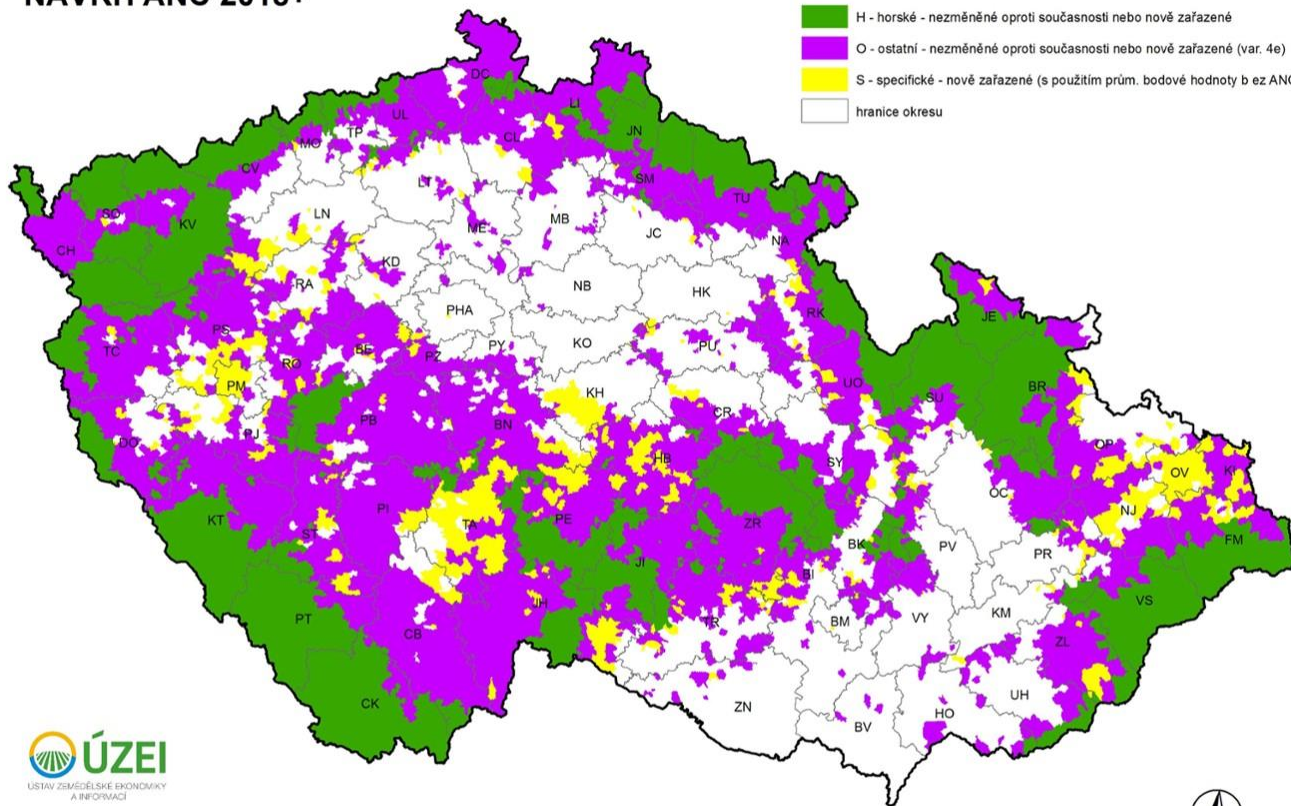 NÁVRH ANC 2018+
H - horské - nezměněné oproti současnosti nebo nově zařazené
O - ostatní - nezměněné oproti současnosti nebo nově zařazené (var. 4e)
S - specifické - nově zařazené (s použitím prům. bodové hodnoty b ez ANC
hranice okresu
DC
LI
UL
TP
CL
JN
MO
CV
LT
SM
TU
SO
KV
LN
ME
MB
JC
NA
CH
RA
KD
NB
HK
PHA
RK
JE
TC
PS
RO
BE
PZ
PY
KO
PU
PM
KH
UO
SU
BR
CR
DO
PJ
PB
BN
HB
SY
OP
OV
KI
OC
KT
ST
PI
TA
PE
ZR
NJ
BK
PV
PR
FM
JI
BI
PT
CB
JH
TR
BM
VY
KM
VS
ZL
CK
ZN
BV
HO
UH
ÚZEI
ÚSTAV ZEMĚDĚLSKÉ EKONOMIKY
A INFORMACÍ